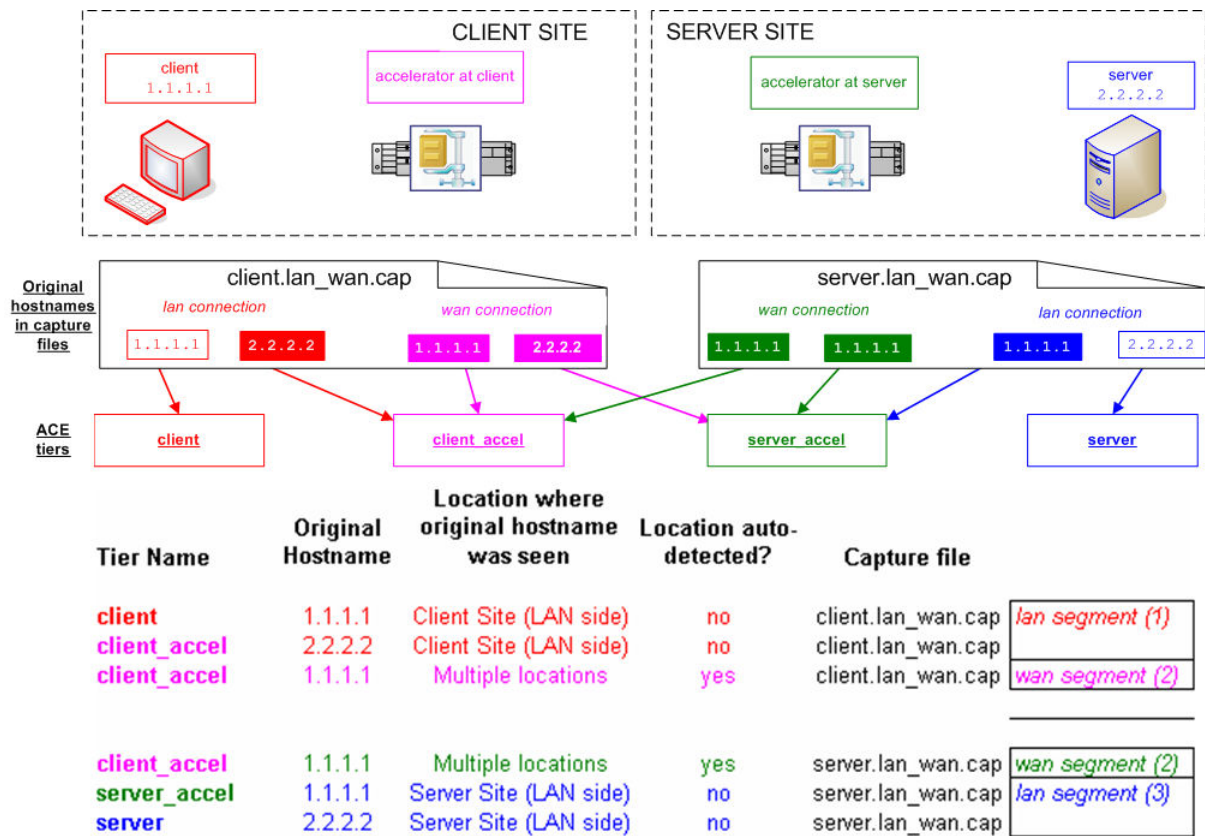 CLIENT SITE
SERVER SITE
client
1.1.1.1
accelerator at client
accelerator at server
server
2.2.2.2
Original
hostnames
in capture
files
client.lan_wan.cap
lan connection
wan connection
1.1.1.1
2.2.2.2
1.1.1.1
2.2.2.2
server.lan_wan.cap
wan connection
lan connection
1.1.1.1
1.1.1.1
1.1.1.1
2.2.2.2
ACE
tiers
client
client_accel
server_accel
server
Tier Name
Original
Hostname
Location where
original hostname
was seen
Location auto-
detected?
Capture file
client 1.1.1.1 Client Site (LAN side) no client.lan_wan.cap lan segment (1)
client_accel 2.2.2.2 Client Site (LAN side) no client.lan_wan.cap
client_accel 1.1.1.1 Multiple locations yes client.lan_wan.cap wan segment (2)
client_accel 1.1.1.1 Multiple locations yes server.lan_wan.cap wan segment (2)
server_accel 1.1.1.1 Server Site (LAN side) no server.lan_wan.cap lan segment (3)
server 2.2.2.2 Server Site (LAN side) no server.lan_wan.cap